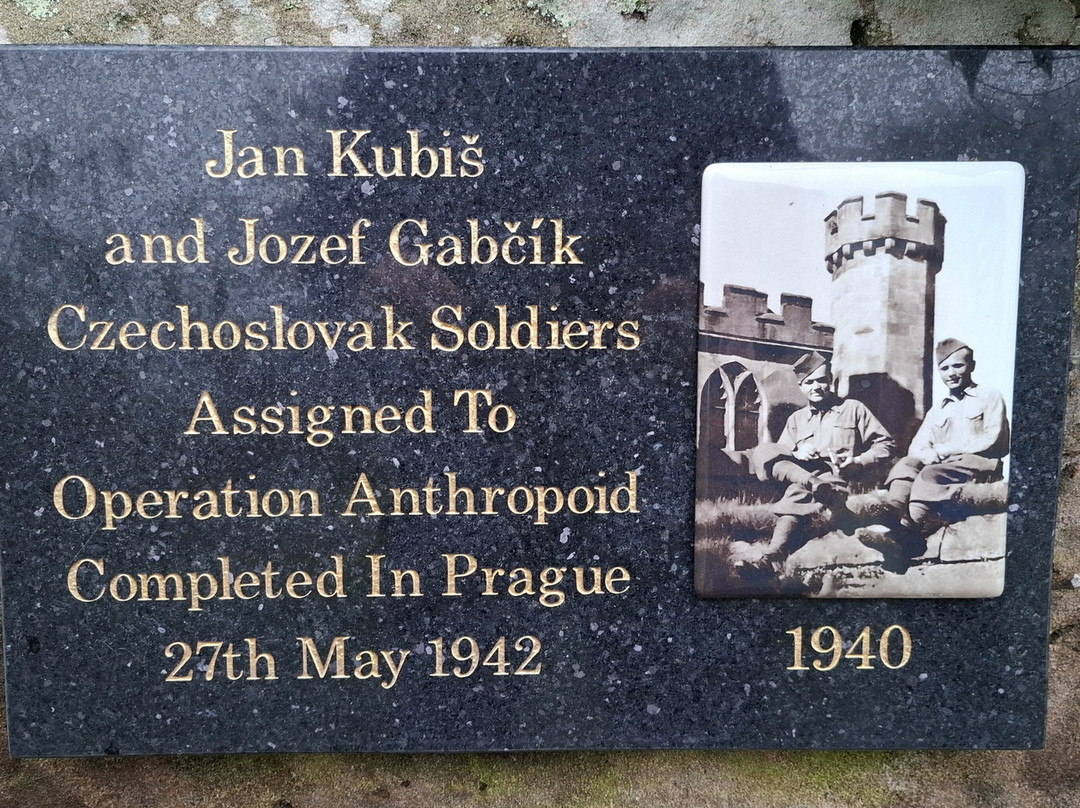 Jan Kubiš
and Jozef Gabčík
Czechoslovak Soldiers
Assigned To
Operation Anthropoid
Completed In Prague
27th May 1942
1940